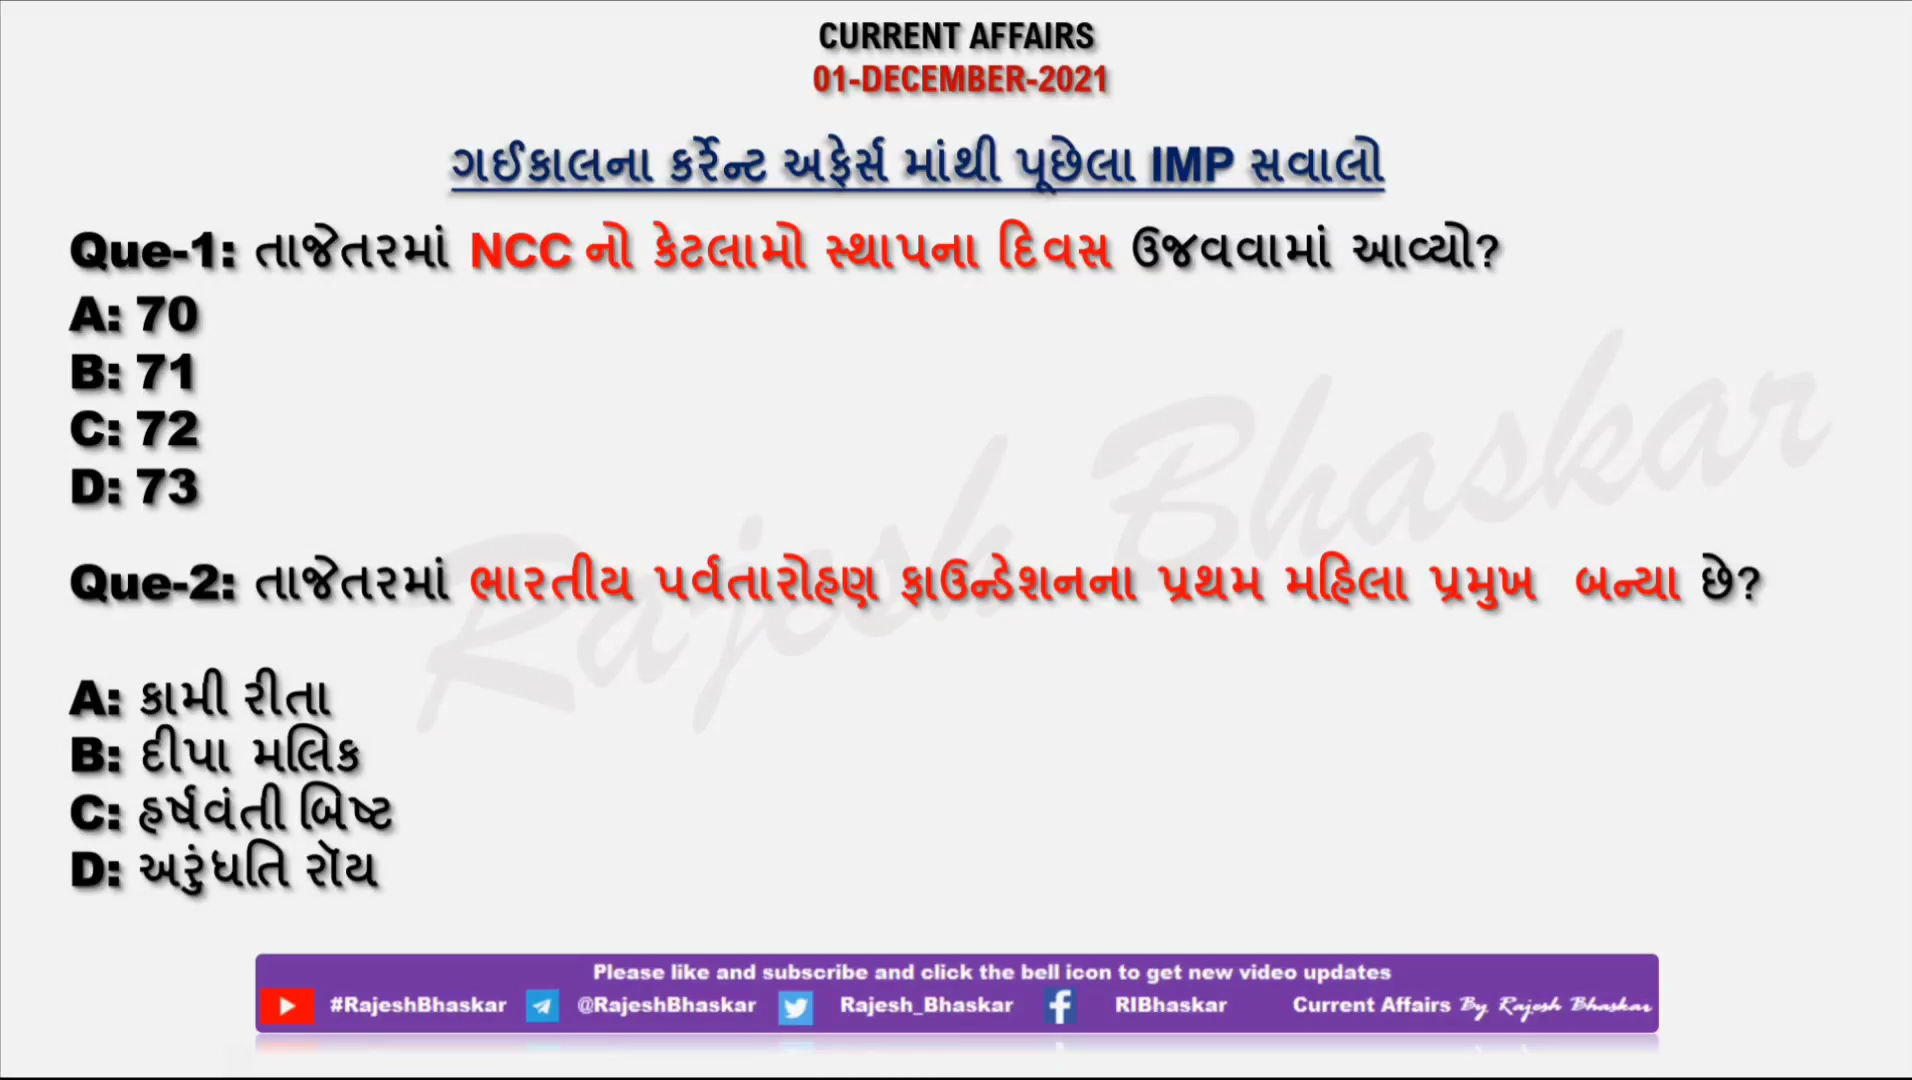 CURRENT AFFAIRS
01-DECEMBER-2021
ગઈકાલના કર્રેન્ટ અફેર્સ માંથી પૂછેલા IMP સવાલો
Que-1: તાજેતરમાં NCC નો કેટલામો સ્થાપના દિવસ ઉજવવામાં આવ્યો?
A: 70
B: 71
C: 72
D: 73
Que-2: તાજેતરમાં ભારતીય પર્વતારોહણ ફાઉન્ડેશનના પ્રથમ મહિલા પ્રમુખ બન્યા છે?
A: કામી રીતા
B: દીપા મલિક
C: હર્ષવંતી બિષ્ટ
D: અરુંધતિ રૉય
Rajesh Bhaskar
Please like and subscribe and click the bell icon to get new video updates
#RajeshBhaskar @RajeshBhaskar Rajesh_Bhaskar RIBhaskar Current Affairs By Rajesh Bhaskar